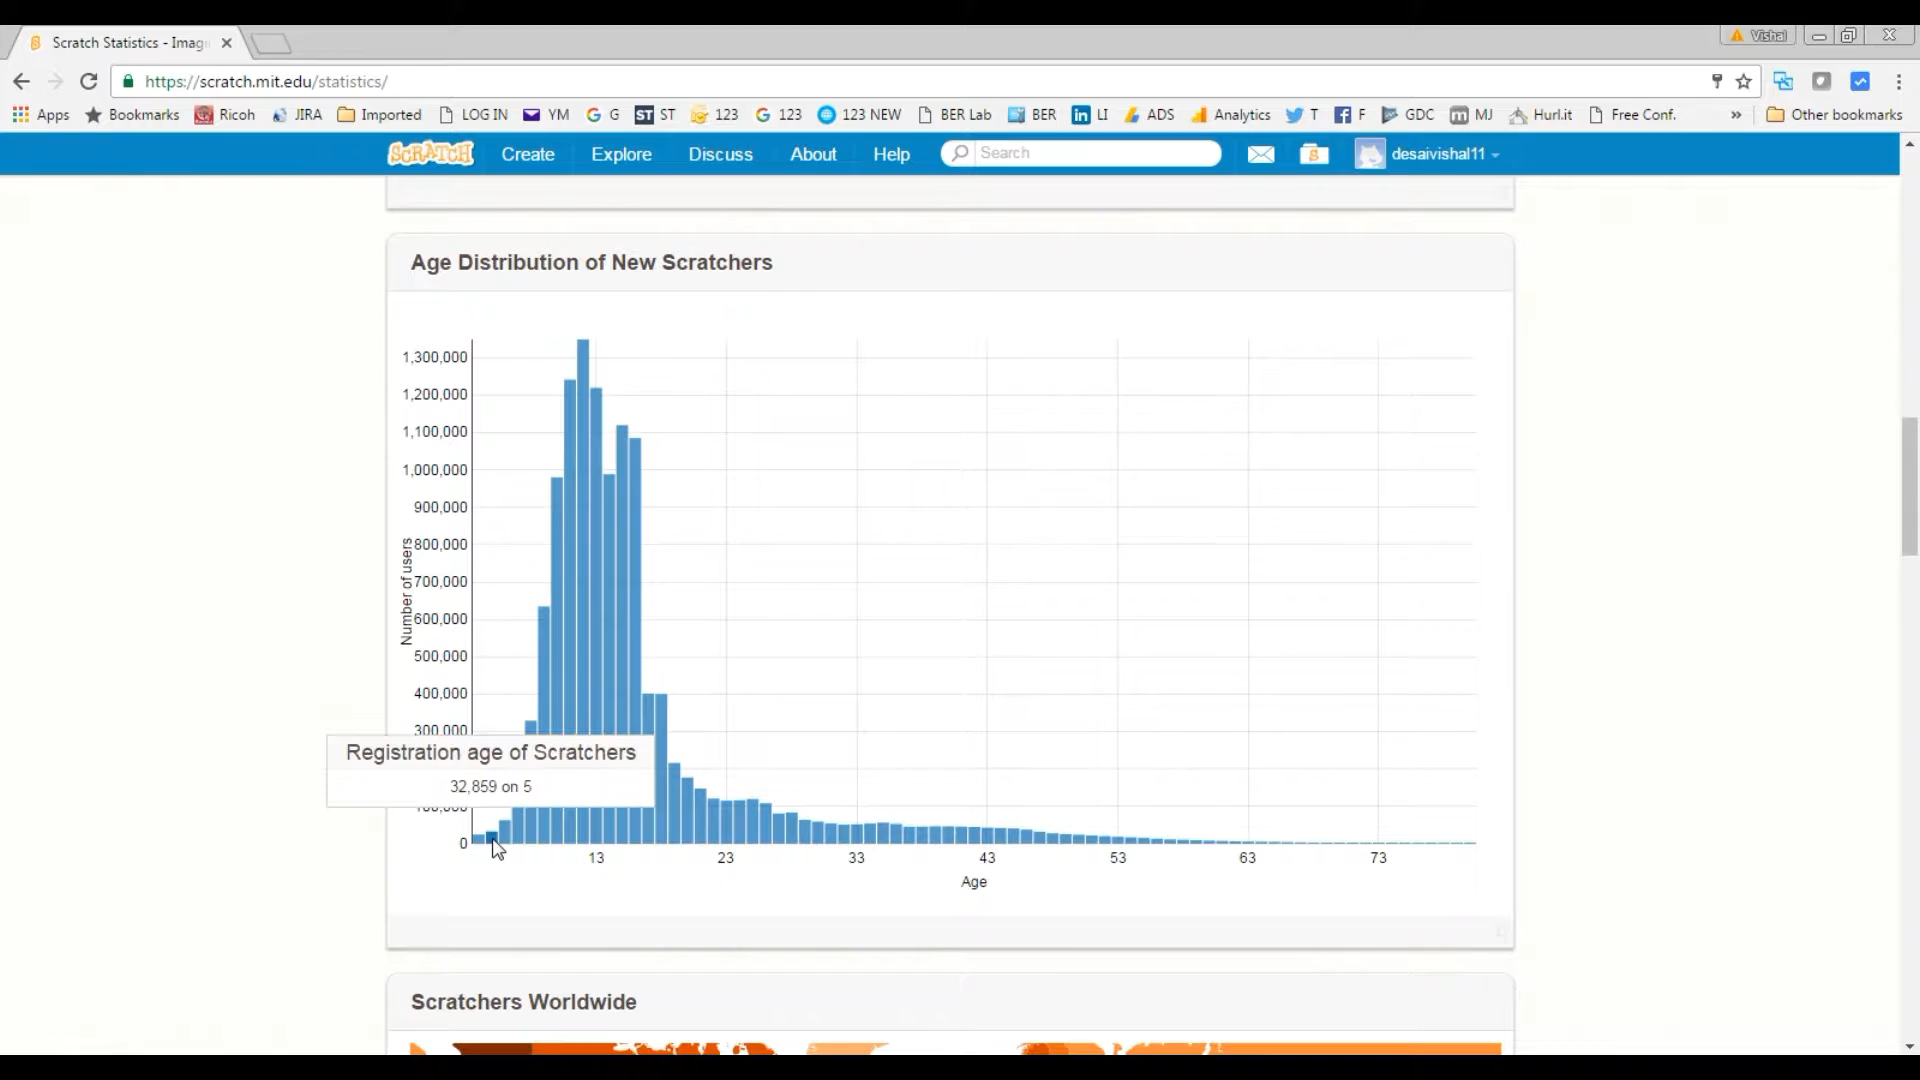 Scratch Statistics - Imag
Vishal
https://scratch.mit.edu/statistics/
Apps Bookmarks Ricoh JIRA Imported LOG IN YM G ST 123 123 123 NEW BER Lab BER LI ADS Analytics T F GDC MJ Hurl.it Free Conf. » Other bookmarks
SCRATCH Create Explore Discuss About Help Search desaivishal11
Age Distribution of New Scratchers
1,300,000
1,200,000
1,100,000
1,000,000
900,000
800,000
700,000
600,000
500,000
400,000
300,000
100,000
0
Number of users
Registration age of Scratchers
32,859 on 5
13 23 33 43 53 63 73
Age
Scratchers Worldwide